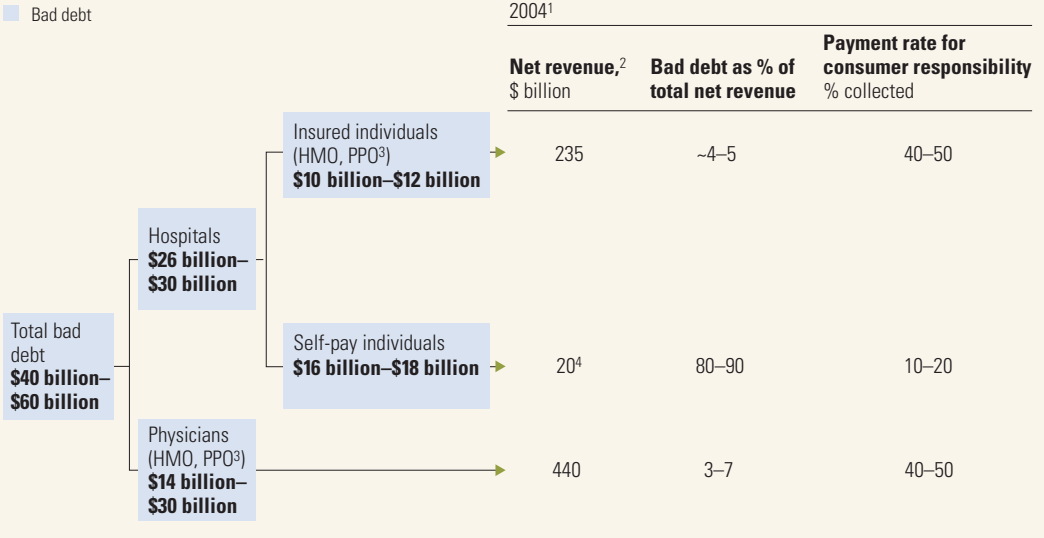 Bad debt
2004¹
Net revenue,²
$ billion
Bad debt as % of
total net revenue
Payment rate for
consumer responsibility
% collected
Insured individuals
(HMO, PPO³)
$10 billion–$12 billion
235
~4–5
40–50
Hospitals
$26 billion–
$30 billion
Self-pay individuals
$16 billion–$18 billion
20⁴
80–90
10–20
Total bad
debt
$40 billion–
$60 billion
Physicians
(HMO, PPO³)
$14 billion–
$30 billion
440
3–7
40–50